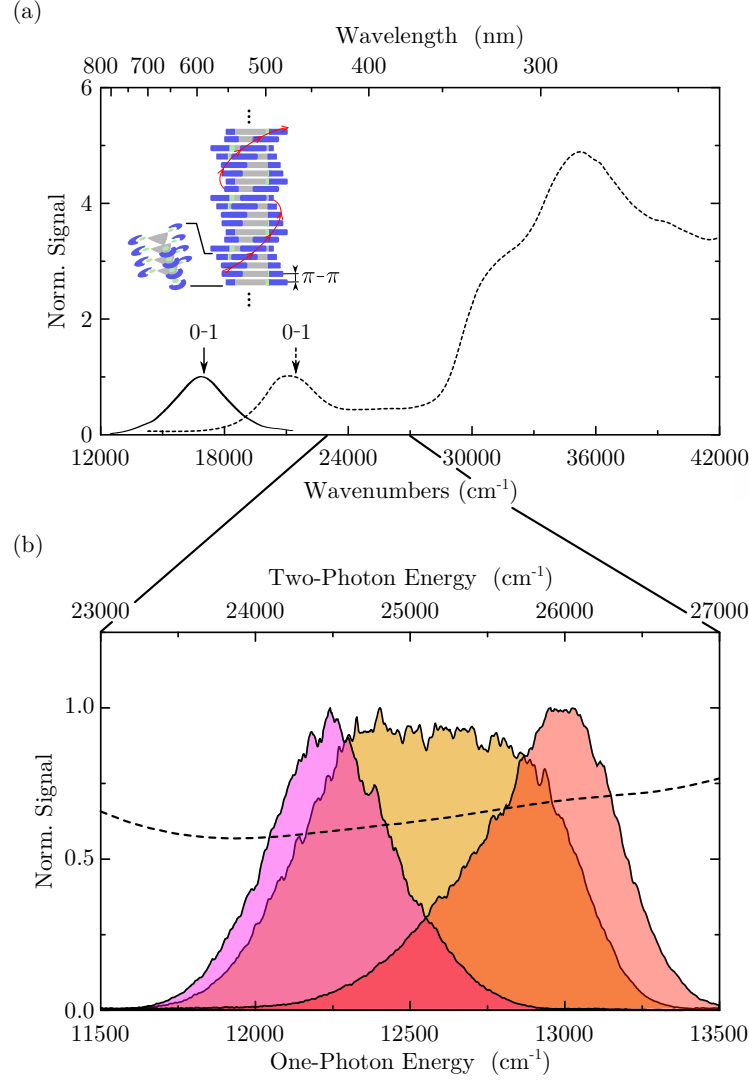 (a)
Wavelength (nm)
800 700 600 500 400 300
6
4
2
0
Norm. Signal
π-π
0-1 0-1
12000 18000 24000 30000 36000 42000
Wavenumbers (cm-1)
(b)
Two-Photon Energy (cm-1)
23000 24000 25000 26000 27000
1.0
0.5
0.0
Norm. Signal
11500 12000 12500 13000 13500
One-Photon Energy (cm-1)